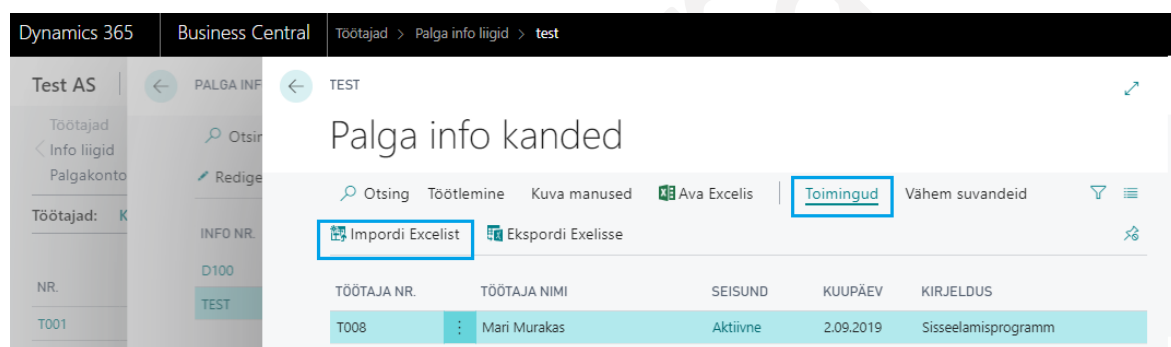 Dynamics 365 Business Central Töötajad > Palga info liigid > test
Test AS PALGA INF TEST
Palga info kanded
Töötajad
Info liigid
Palgakonto
Otsin
Redige
Otsing Töötlemine Kuva manused Ava Excelis Toimingud Vähem suvandeid
Impordi Excelist Ekspordi Exelisse
Töötajad: K
INFO NR.
D100
TEST
NR.
T001
TÖÖTAJA NR. TÖÖTAJA NIMI SEISUND KUUPÄEV KIRJELDUS
T008 Mari Murakas Aktiivne 2.09.2019 Sisseelamisprogramm